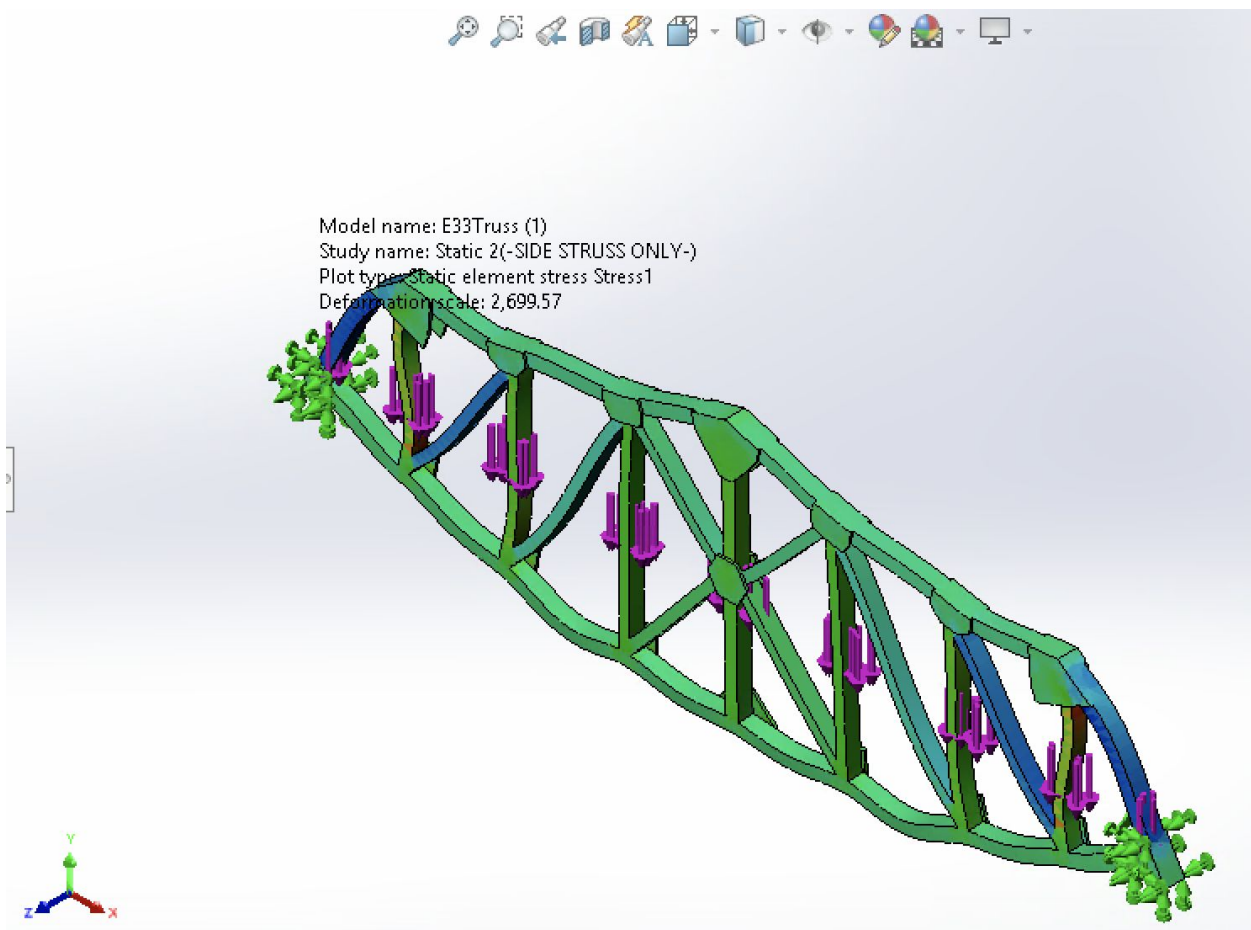 Model name: E33Truss (1)
Study name: Static 2(-SIDE STRUSS ONLY-)
Plot type: Static element stress Stress1
Deformation scale: 2,699.57
Y
Z
X